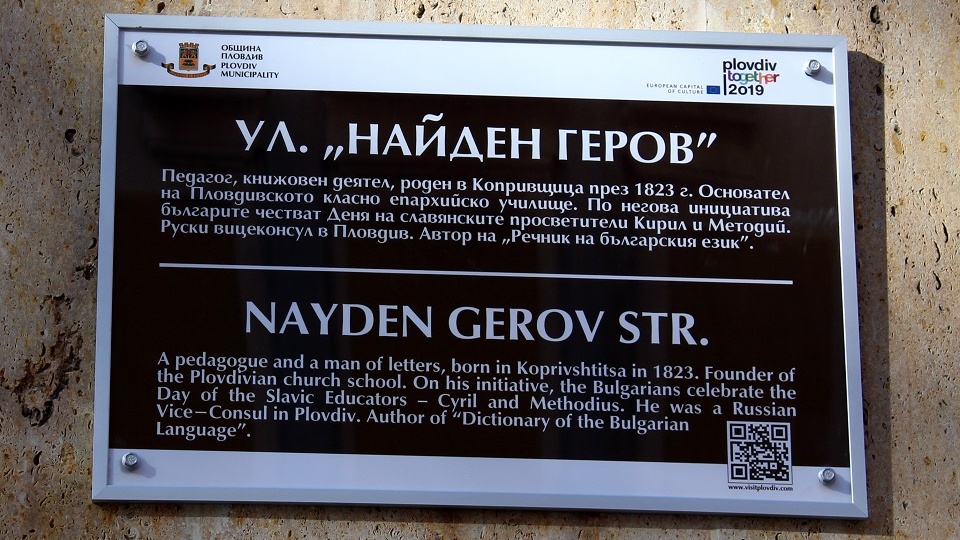 ОБЩИНА
ПЛОВДИВ
PLOVDIV
MUNICIPALITY
EUROPEAN CAPITAL
OF CULTURE
plovdiv
together
2019
УЛ. „НАЙДЕН ГЕРОВ”
Педагог, книжовен деятел, роден в Копривщица през 1823 г. Основател
на Пловдивското класно епархийско училище. По негова инициатива
българите честват Деня на славянските просветители Кирил и Методий.
Руски вицеконсул в Пловдив. Автор на „Речник на българския език”.
NAYDEN GEROV STR.
A pedagogue and a man of letters, born in Koprivshtitsa in 1823. Founder of
the Plovdivian church school. On his initiative, the Bulgarians celebrate the
Day of the Slavic Educators – Cyril and Methodius. He was a Russian
Vice–Consul in Plovdiv. Author of “Dictionary of the Bulgarian
Language”.
www.visitplovdiv.com